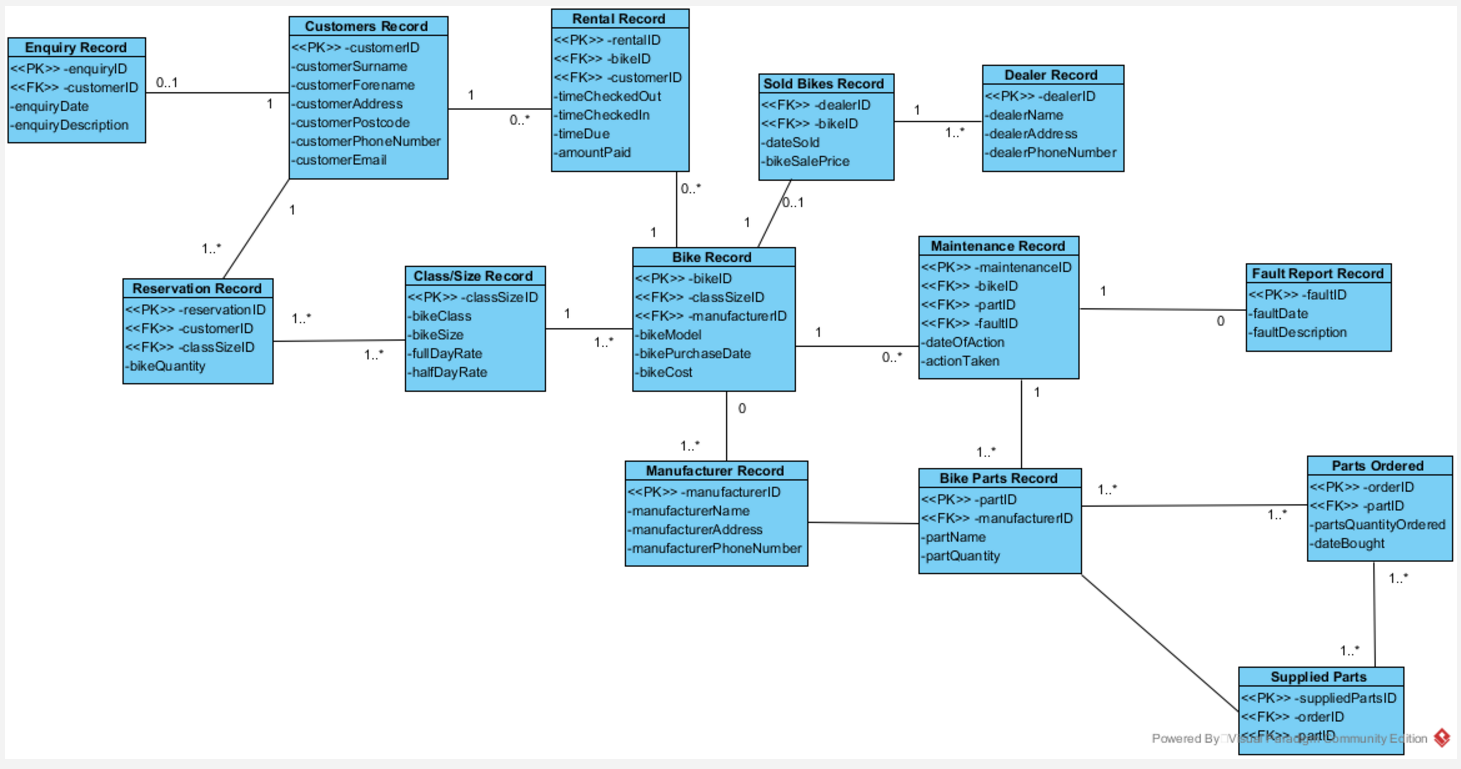 Enquiry Record
<<PK>> -enquiryID
<<FK>> -customerID
-enquiryDate
-enquiryDescription
0..1
1
Customers Record
<<PK>> -customerID
-customerSurname
-customerForename
-customerAddress
-customerPostcode
-customerPhoneNumber
-customerEmail
1
0..*
Rental Record
<<PK>> -rentalID
<<FK>> -bikeID
<<FK>> -customerID
-timeCheckedOut
-timeCheckedIn
-timeDue
-amountPaid
0..*
1
Sold Bikes Record
<<FK>> -dealerID
<<FK>> -bikeID
-dateSold
-bikeSalePrice
1
1..*
0..1
1
Dealer Record
<<PK>> -dealerID
-dealerName
-dealerAddress
-dealerPhoneNumber
1
1..*
Reservation Record
<<PK>> -reservationID
<<FK>> -customerID
<<FK>> -classSizeID
-bikeQuantity
1..*
1..*
Class/Size Record
<<PK>> -classSizeID
-bikeClass
-bikeSize
-fullDayRate
-halfDayRate
1
1..*
Bike Record
<<PK>> -bikeID
<<FK>> -classSizeID
<<FK>> -manufacturerID
-bikeModel
-bikePurchaseDate
-bikeCost
1
0..*
0
1..*
Maintenance Record
<<PK>> -maintenanceID
<<FK>> -bikeID
<<FK>> -partID
<<FK>> -faultID
-dateOfAction
-actionTaken
1
0
1
1..*
Fault Report Record
<<PK>> -faultID
-faultDate
-faultDescription
Manufacturer Record
<<PK>> -manufacturerID
-manufacturerName
-manufacturerAddress
-manufacturerPhoneNumber
Bike Parts Record
<<PK>> -partID
<<FK>> -manufacturerID
-partName
-partQuantity
1..*
1..*
Parts Ordered
<<PK>> -orderID
<<FK>> -partID
-partsQuantityOrdered
-dateBought
1..*
1..*
Supplied Parts
<<PK>> -suppliedPartsID
<<FK>> -orderID
<<FK>> -partID
Powered By Visual Paradigm Community Edition